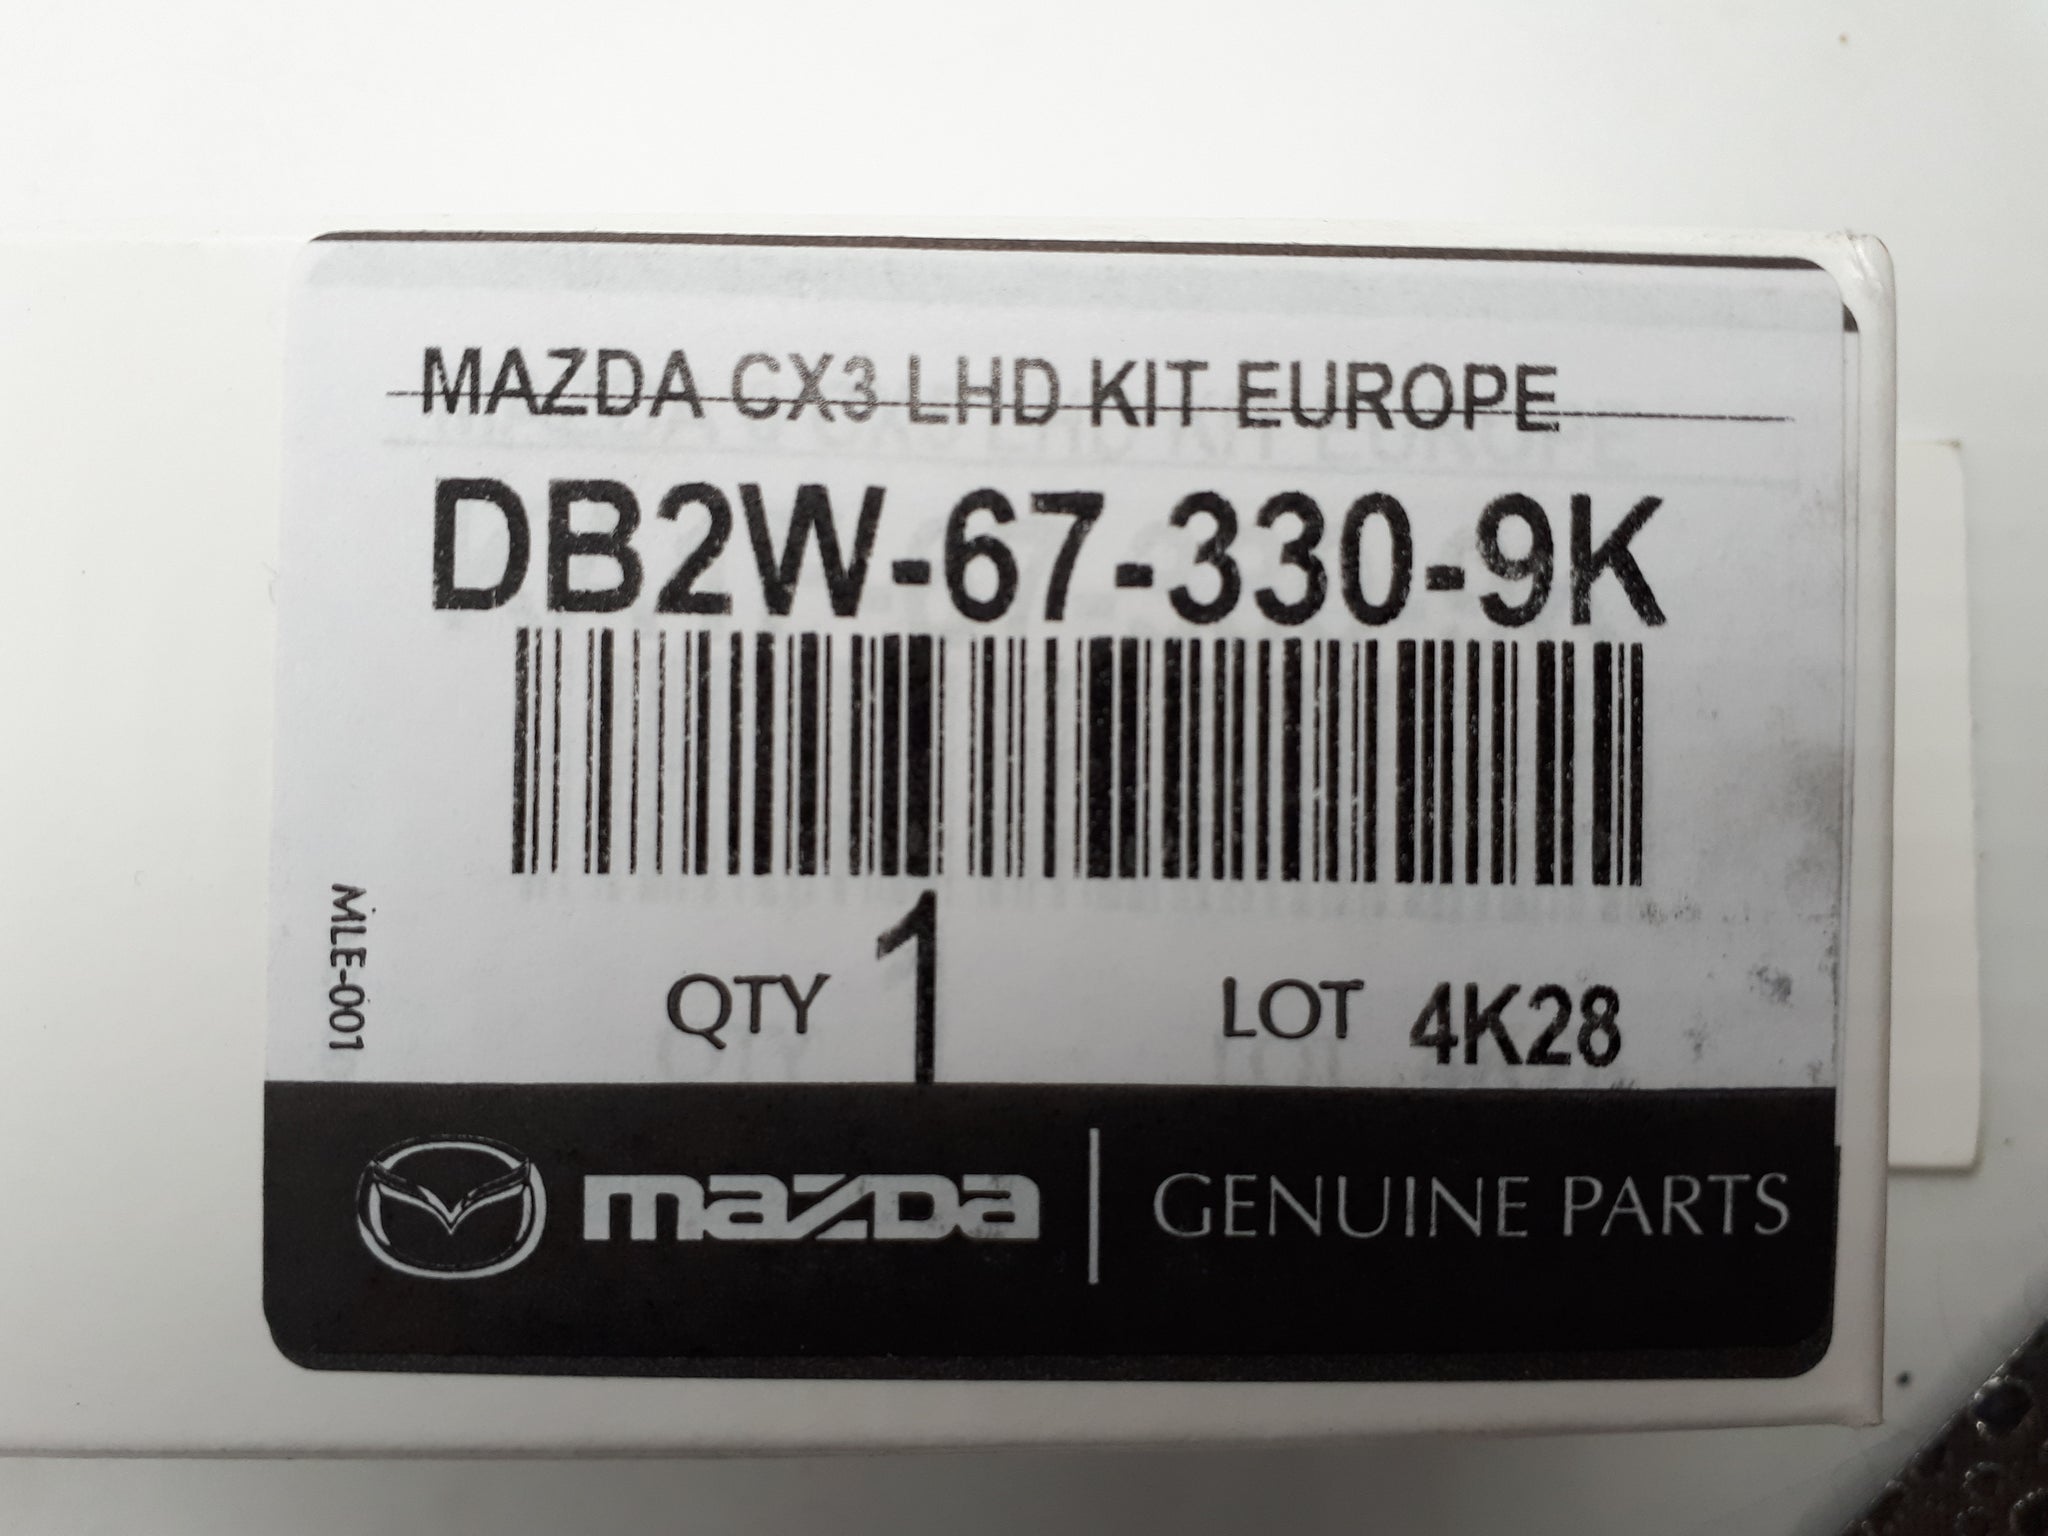 MAZDA CX3 LHD KIT EUROPE
DB2W-67-330-9K
MLE-001
QTY 1 LOT 4K28
mazda GENUINE PARTS